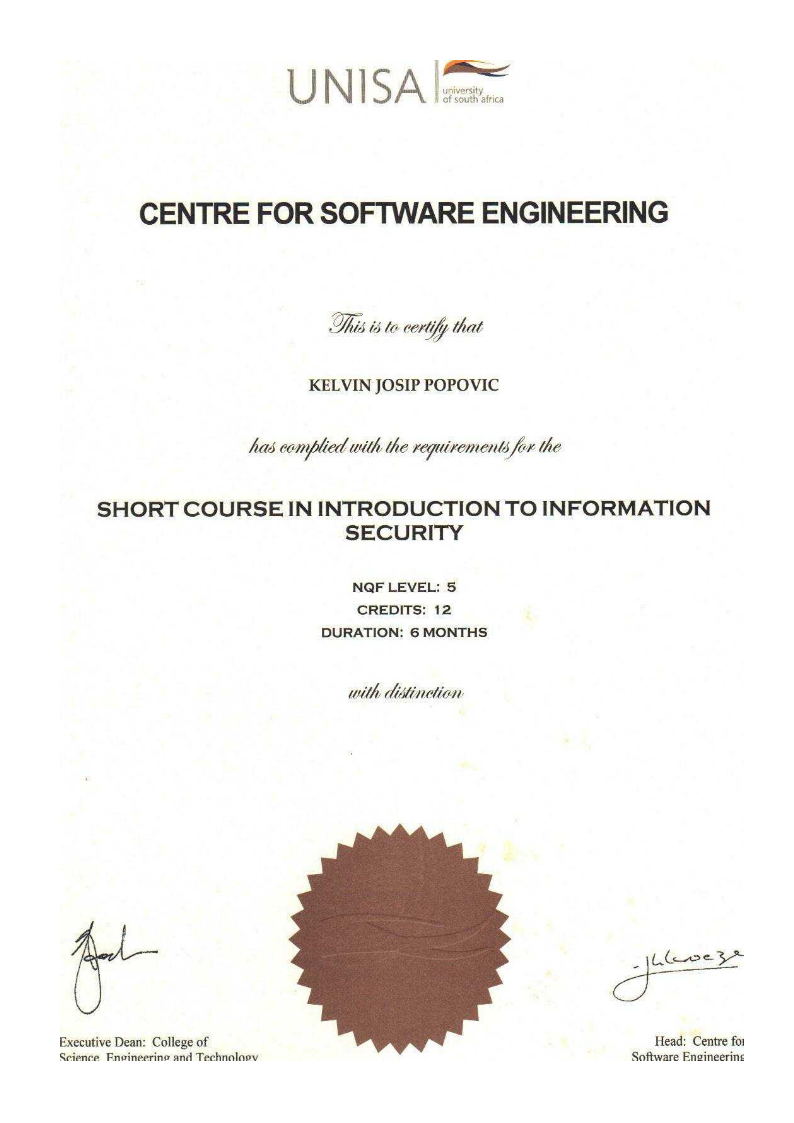 UNISA
university
of south africa
CENTRE FOR SOFTWARE ENGINEERING
This is to certify that
KELVIN JOSIP POPOVIC
has complied with the requirements for the
SHORT COURSE IN INTRODUCTION TO INFORMATION
SECURITY
NQF LEVEL: 5
CREDITS: 12
DURATION: 6 MONTHS
with distinction
Executive Dean: College of
Science, Engineering and Technology
Head: Centre for
Software Engineering